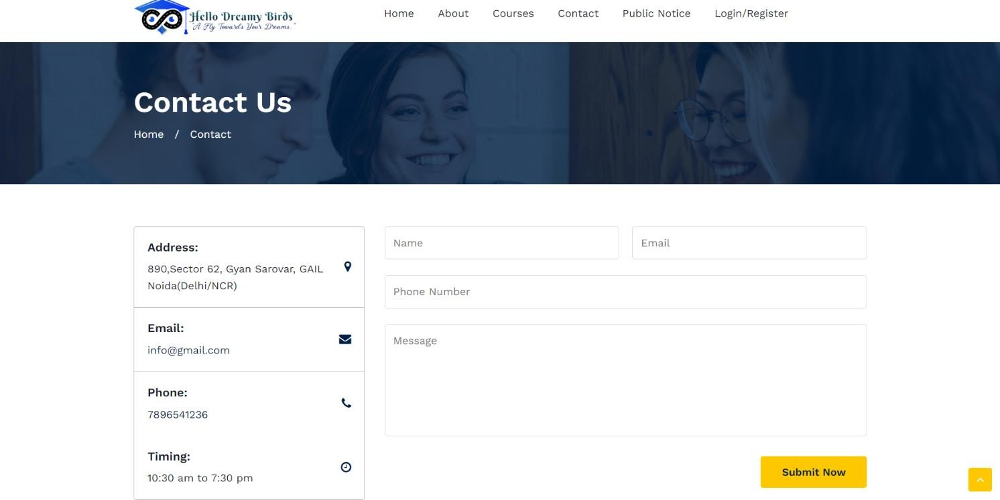 Hello Dreamy Birds
"A Fly Towards Your Dreams."
Home About Courses Contact Public Notice Login/Register
Contact Us
Home / Contact
Address:
890,Sector 62, Gyan Sarovar, GAIL
Noida(Delhi/NCR)
Email:
info@gmail.com
Phone:
7896541236
Timing:
10:30 am to 7:30 pm
Name
Email
Phone Number
Message
Submit Now